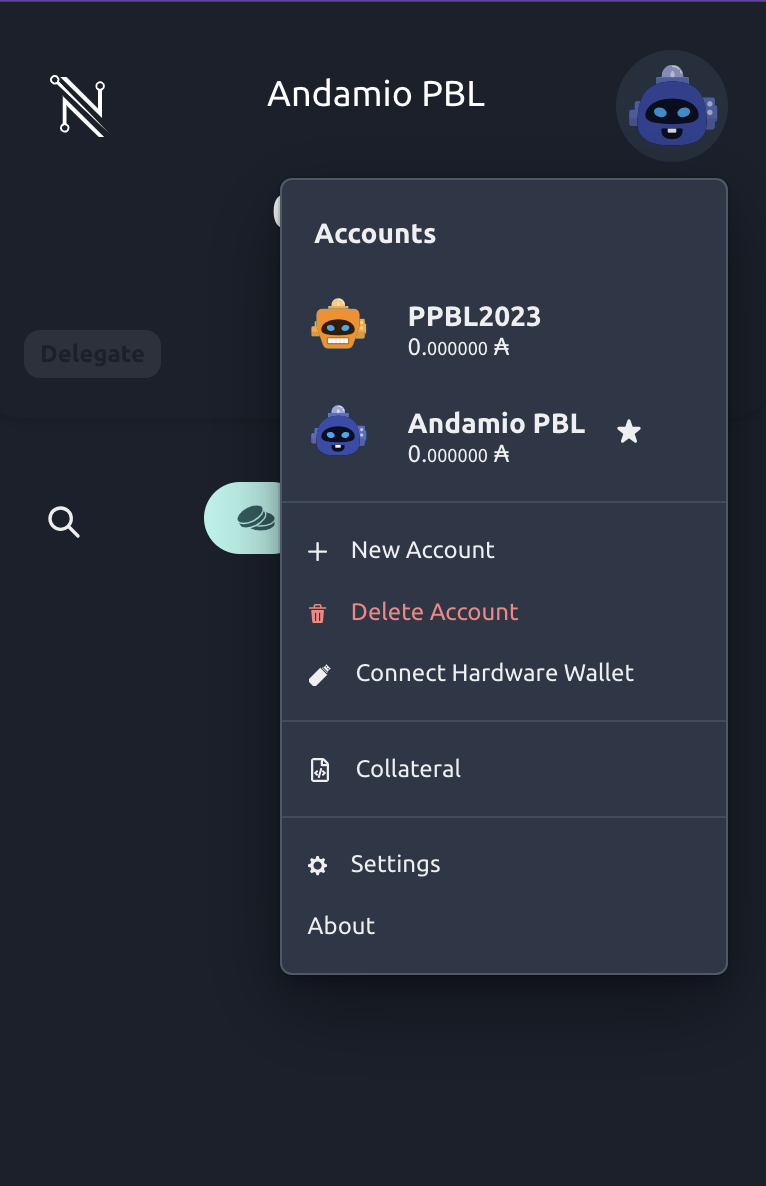 Andamio PBL
Accounts
PPBL2023
0.000000 ₳
Andamio PBL
0.000000 ₳
Delegate
New Account
Delete Account
Connect Hardware Wallet
Collateral
Settings
About